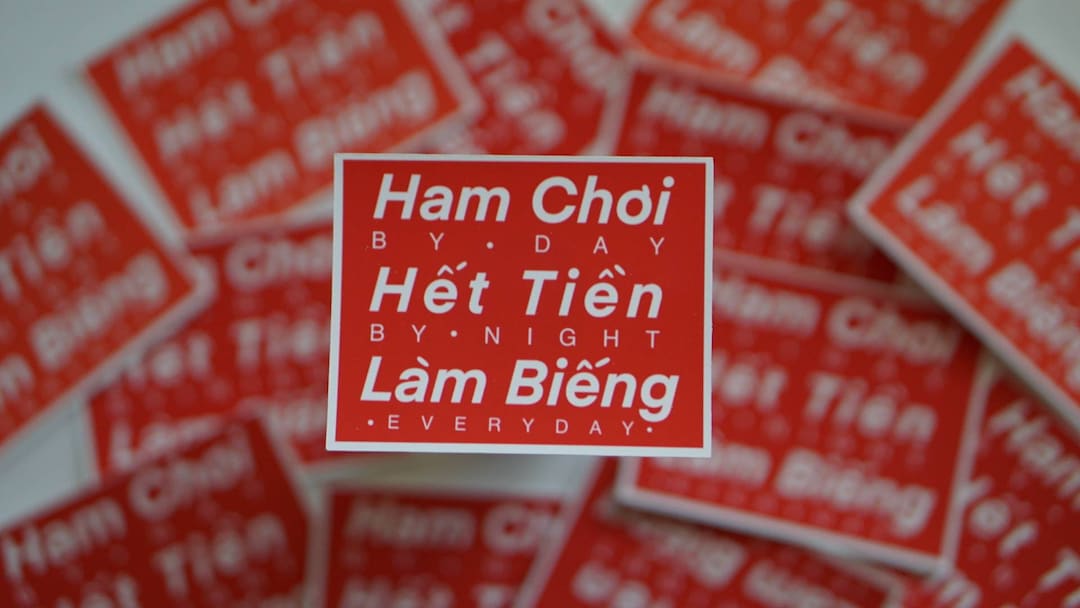 Ham Chơi
BY • DAY
Hết Tiền
BY • NIGHT
Làm Biếng
• EVERYDAY •